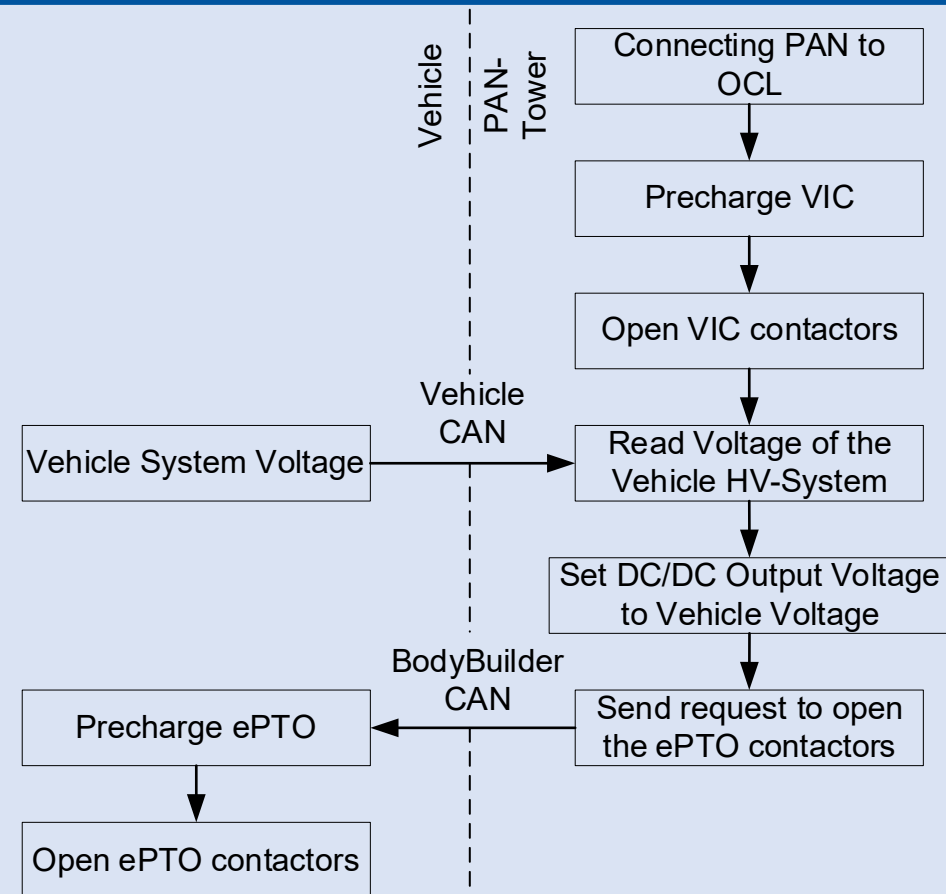 Vehicle
PAN-
Tower
Connecting PAN to
OCL
Precharge VIC
Open VIC contactors
Vehicle
CAN
Vehicle System Voltage
Read Voltage of the
Vehicle HV-System
Set DC/DC Output Voltage
to Vehicle Voltage
BodyBuilder
CAN
Precharge ePTO
Send request to open
the ePTO contactors
Open ePTO contactors